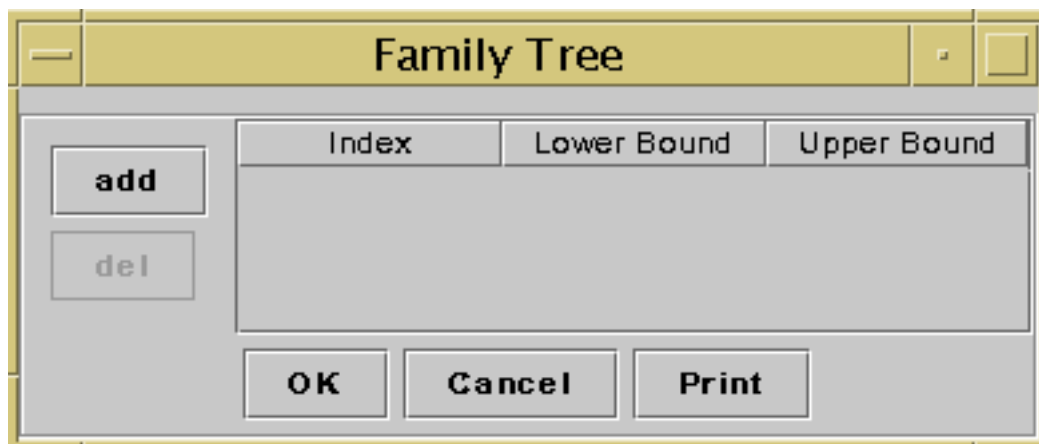 Family Tree
Index Lower Bound Upper Bound
add
del
OK Cancel Print